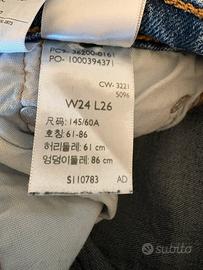 PC9- 36200-0161
PO- 1000394371
CW- 3221
5096
W24 L26
尺码: 145/60A
호칭: 61-86
허리둘레: 61 cm
엉덩이둘레: 86 cm
S110783 AD
subito